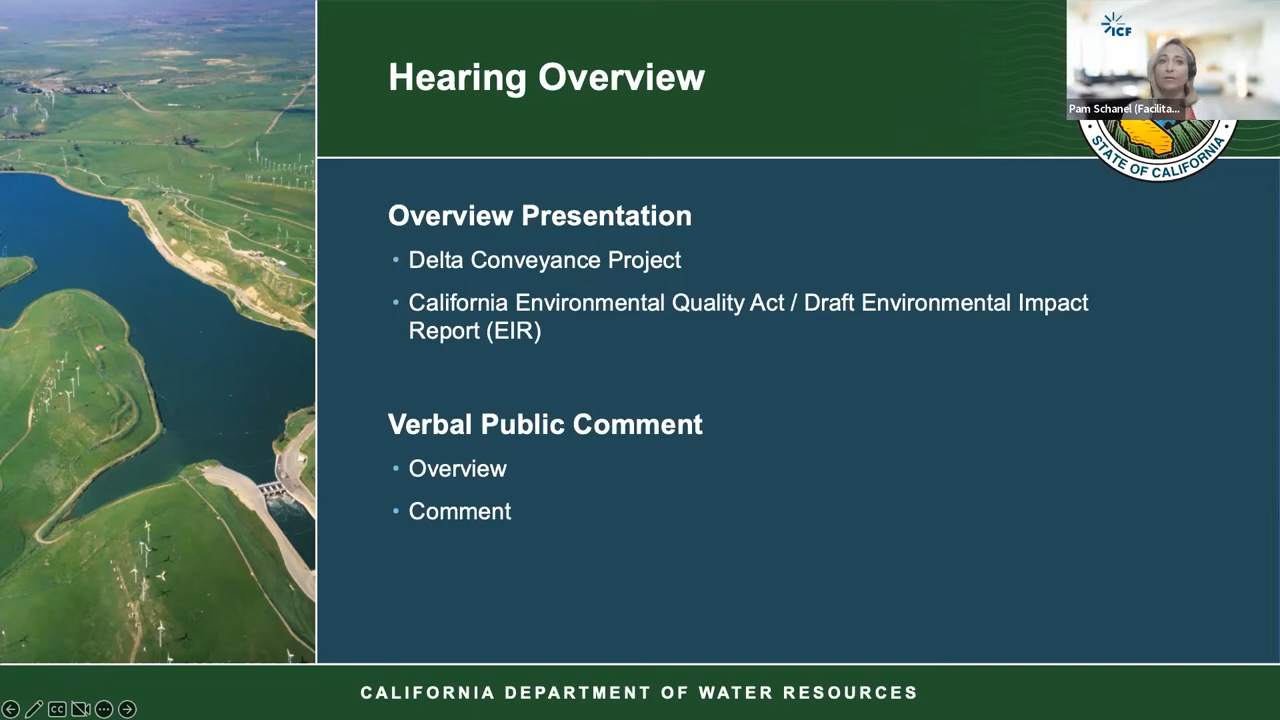 Hearing Overview
ICF
Pam Schanel (Facilita...
STATE OF CALIFORNIA
Overview Presentation
• Delta Conveyance Project
• California Environmental Quality Act / Draft Environmental Impact
Report (EIR)
Verbal Public Comment
• Overview
• Comment
CALIFORNIA DEPARTMENT OF WATER RESOURCES
CC